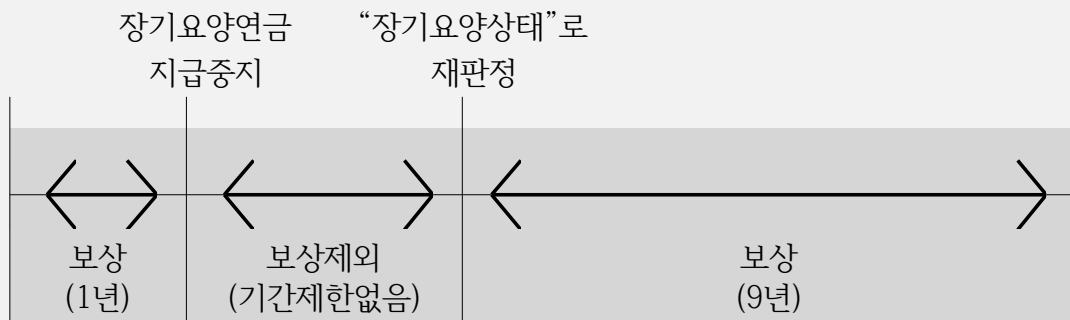 장기요양연금
지급중지
“장기요양상태”로
재판정
보상
(1년)
보상제외
(기간제한없음)
보상
(9년)